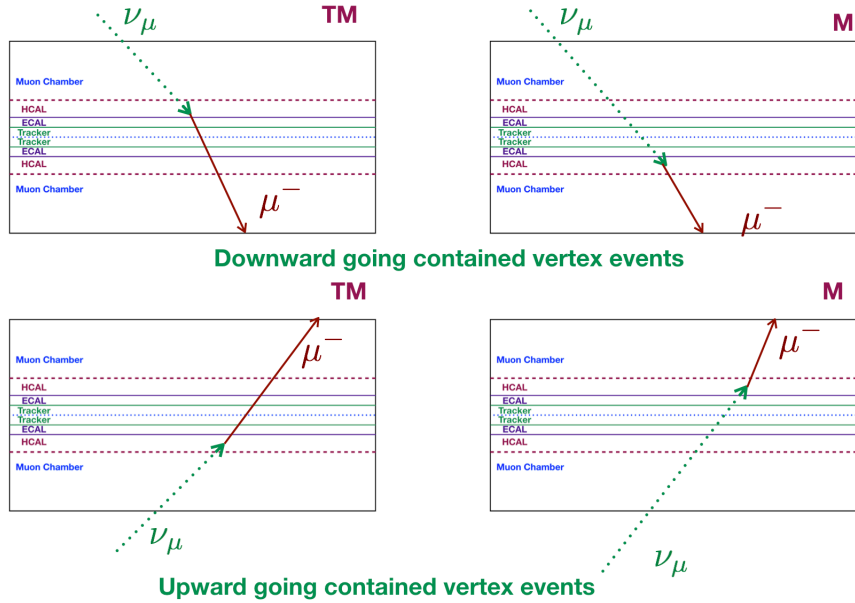 ν_μ TM
Muon Chamber
HCAL
ECAL
Tracker
Tracker
ECAL
HCAL
Muon Chamber
μ⁻
ν_μ M
Muon Chamber
HCAL
ECAL
Tracker
Tracker
ECAL
HCAL
Muon Chamber
μ⁻
Downward going contained vertex events
TM
Muon Chamber
μ⁻
HCAL
ECAL
Tracker
Tracker
ECAL
HCAL
Muon Chamber
ν_μ
M
Muon Chamber
μ⁻
HCAL
ECAL
Tracker
Tracker
ECAL
HCAL
Muon Chamber
ν_μ
Upward going contained vertex events